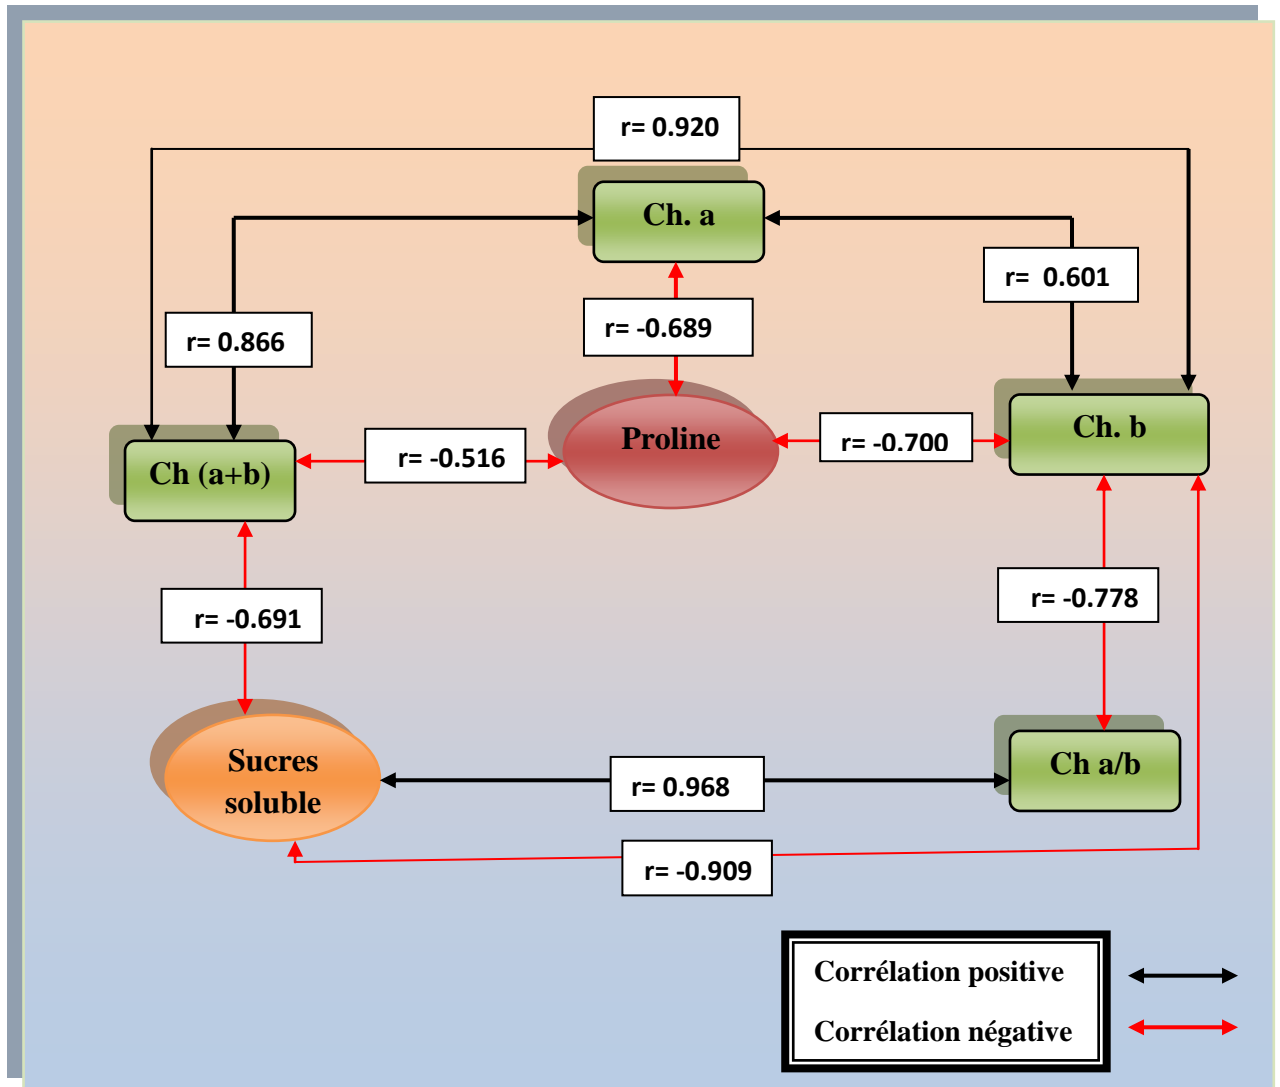 r= 0.920
Ch. a
r= 0.601
r= -0.689
r= 0.866
Proline
Ch. b
r= -0.700
Ch (a+b)
r= -0.516
r= -0.778
r= -0.691
Sucres
soluble
Ch a/b
r= 0.968
r= -0.909
Corrélation positive
Corrélation négative